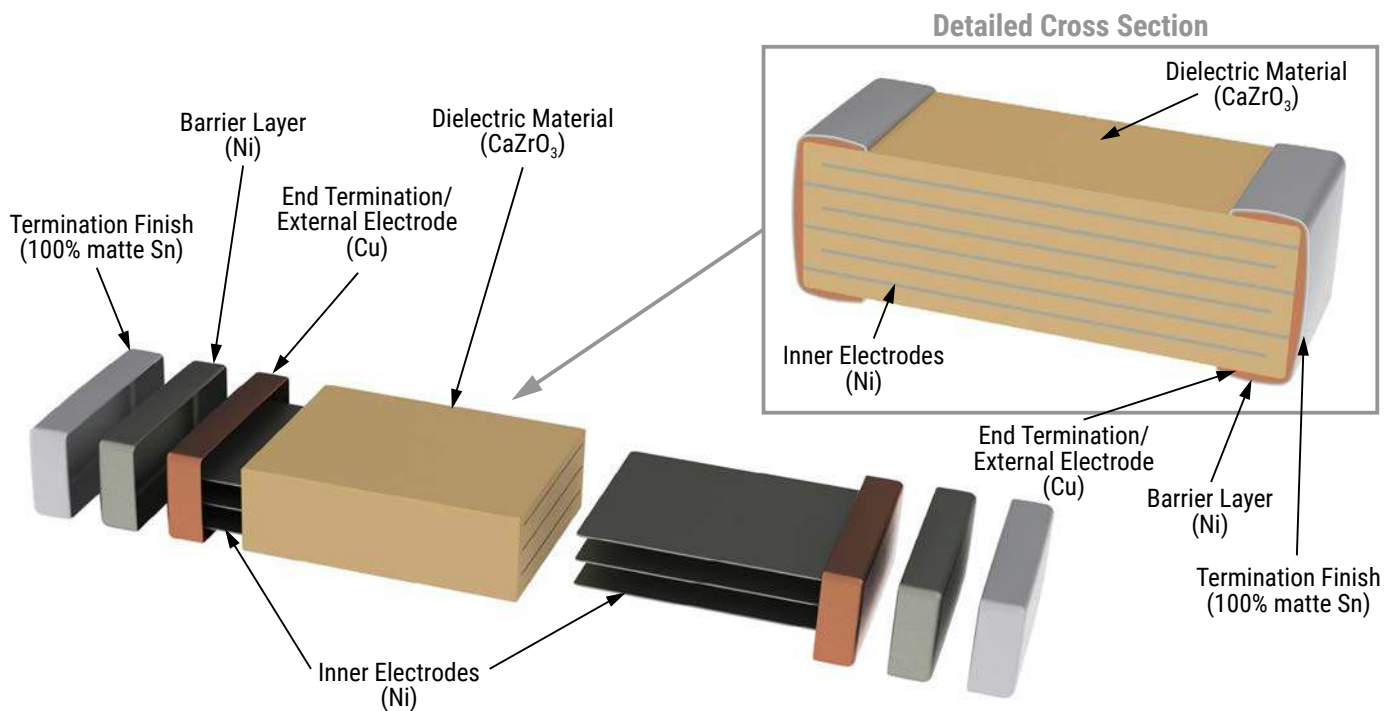 Detailed Cross Section
Dielectric Material
(CaZrO₃)
Inner Electrodes
(Ni)
End Termination/
External Electrode
(Cu)
Barrier Layer
(Ni)
Termination Finish
(100% matte Sn)
Dielectric Material
(CaZrO₃)
Barrier Layer
(Ni)
End Termination/
External Electrode
(Cu)
Termination Finish
(100% matte Sn)
Inner Electrodes
(Ni)